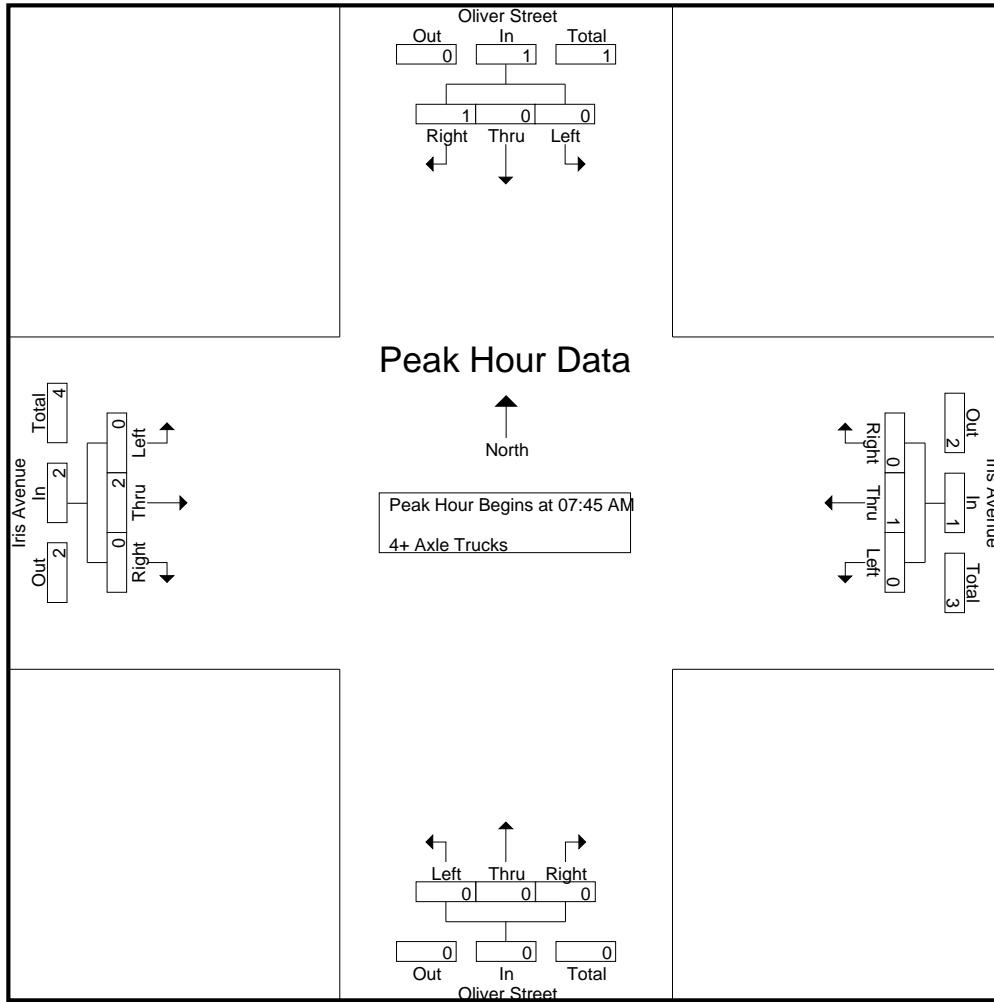 Oliver Street
Out In Total
0 1 1
1 0 0
Right Thru Left
Peak Hour Data
North
Peak Hour Begins at 07:45 AM
4+ Axle Trucks
Iris Avenue
Out In Total
2 2 4
Right Thru Left
0 2 0
Iris Avenue
Out In Total
2 1 3
Right Thru Left
0 1 0
Left Thru Right
0 0 0
0 0 0
Out In Total
Oliver Street